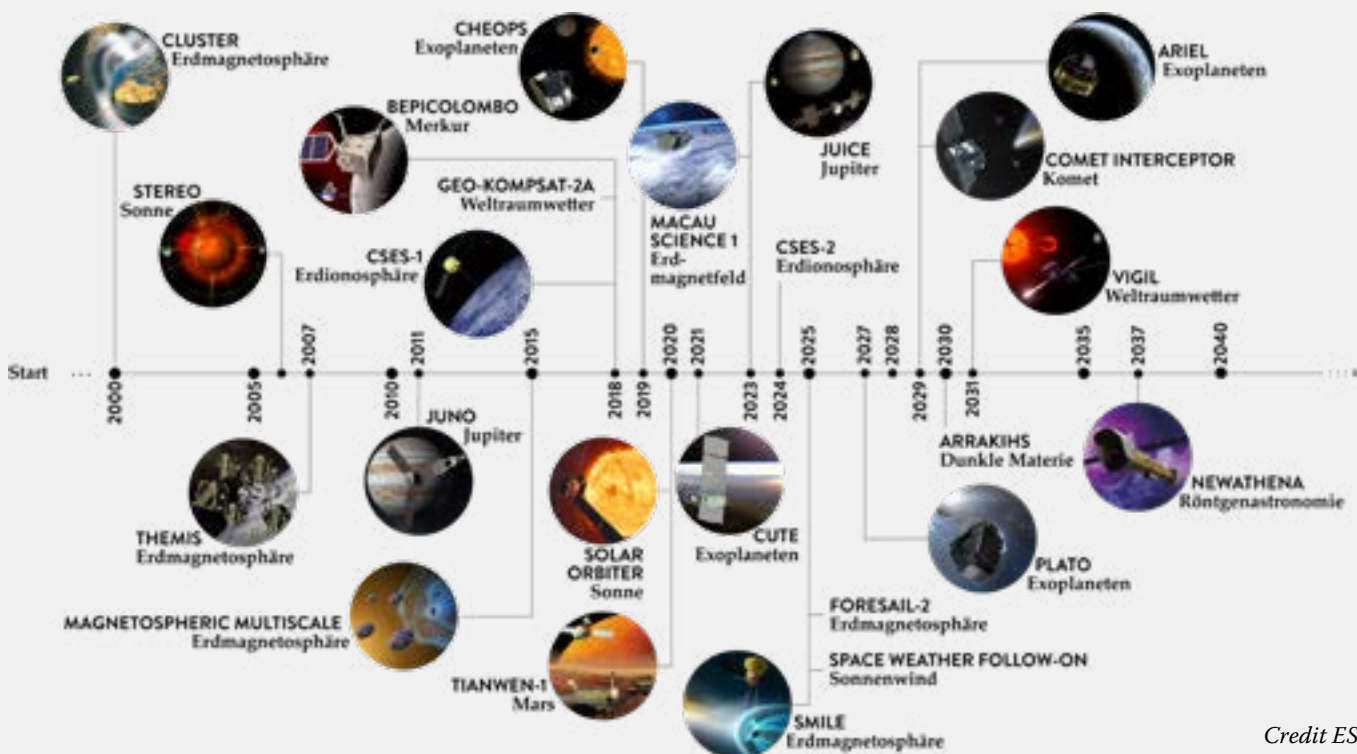 CLUSTER
Erdmagnetosphäre
CHEOPS
Exoplaneten
ARIEL
Exoplaneten
BEPICOLOMBO
Merkur
JUICE
Jupiter
COMET INTERCEPTOR
Komet
STEREO
Sonne
GEO-KOMPSAT-2A
Weltraumwetter
MACAU
SCIENCE 1
Erd-
magnetfeld
CSES-1
Erdionosphäre
CSES-2
Erdionosphäre
VIGIL
Weltraumwetter
Start
2000
2005
2007
2010
2011
2015
2018
2019
2020
2021
2023
2024
2025
2027
2028
2029
2030
2031
2035
2037
2040
JUNO
Jupiter
THEMIS
Erdmagnetosphäre
SOLAR
ORBITER
Sonne
CUTE
Exoplaneten
ARRAKIHS
Dunkle Materie
NEWATHENA
Röntgenastronomie
PLATO
Exoplaneten
MAGNETOSPHERIC MULTISCALE
Erdmagnetosphäre
FORESAIL-2
Erdmagnetosphäre
TIANWEN-1
Mars
SPACE WEATHER FOLLOW-ON
Sonnenwind
SMILE
Erdmagnetosphäre
Credit ES